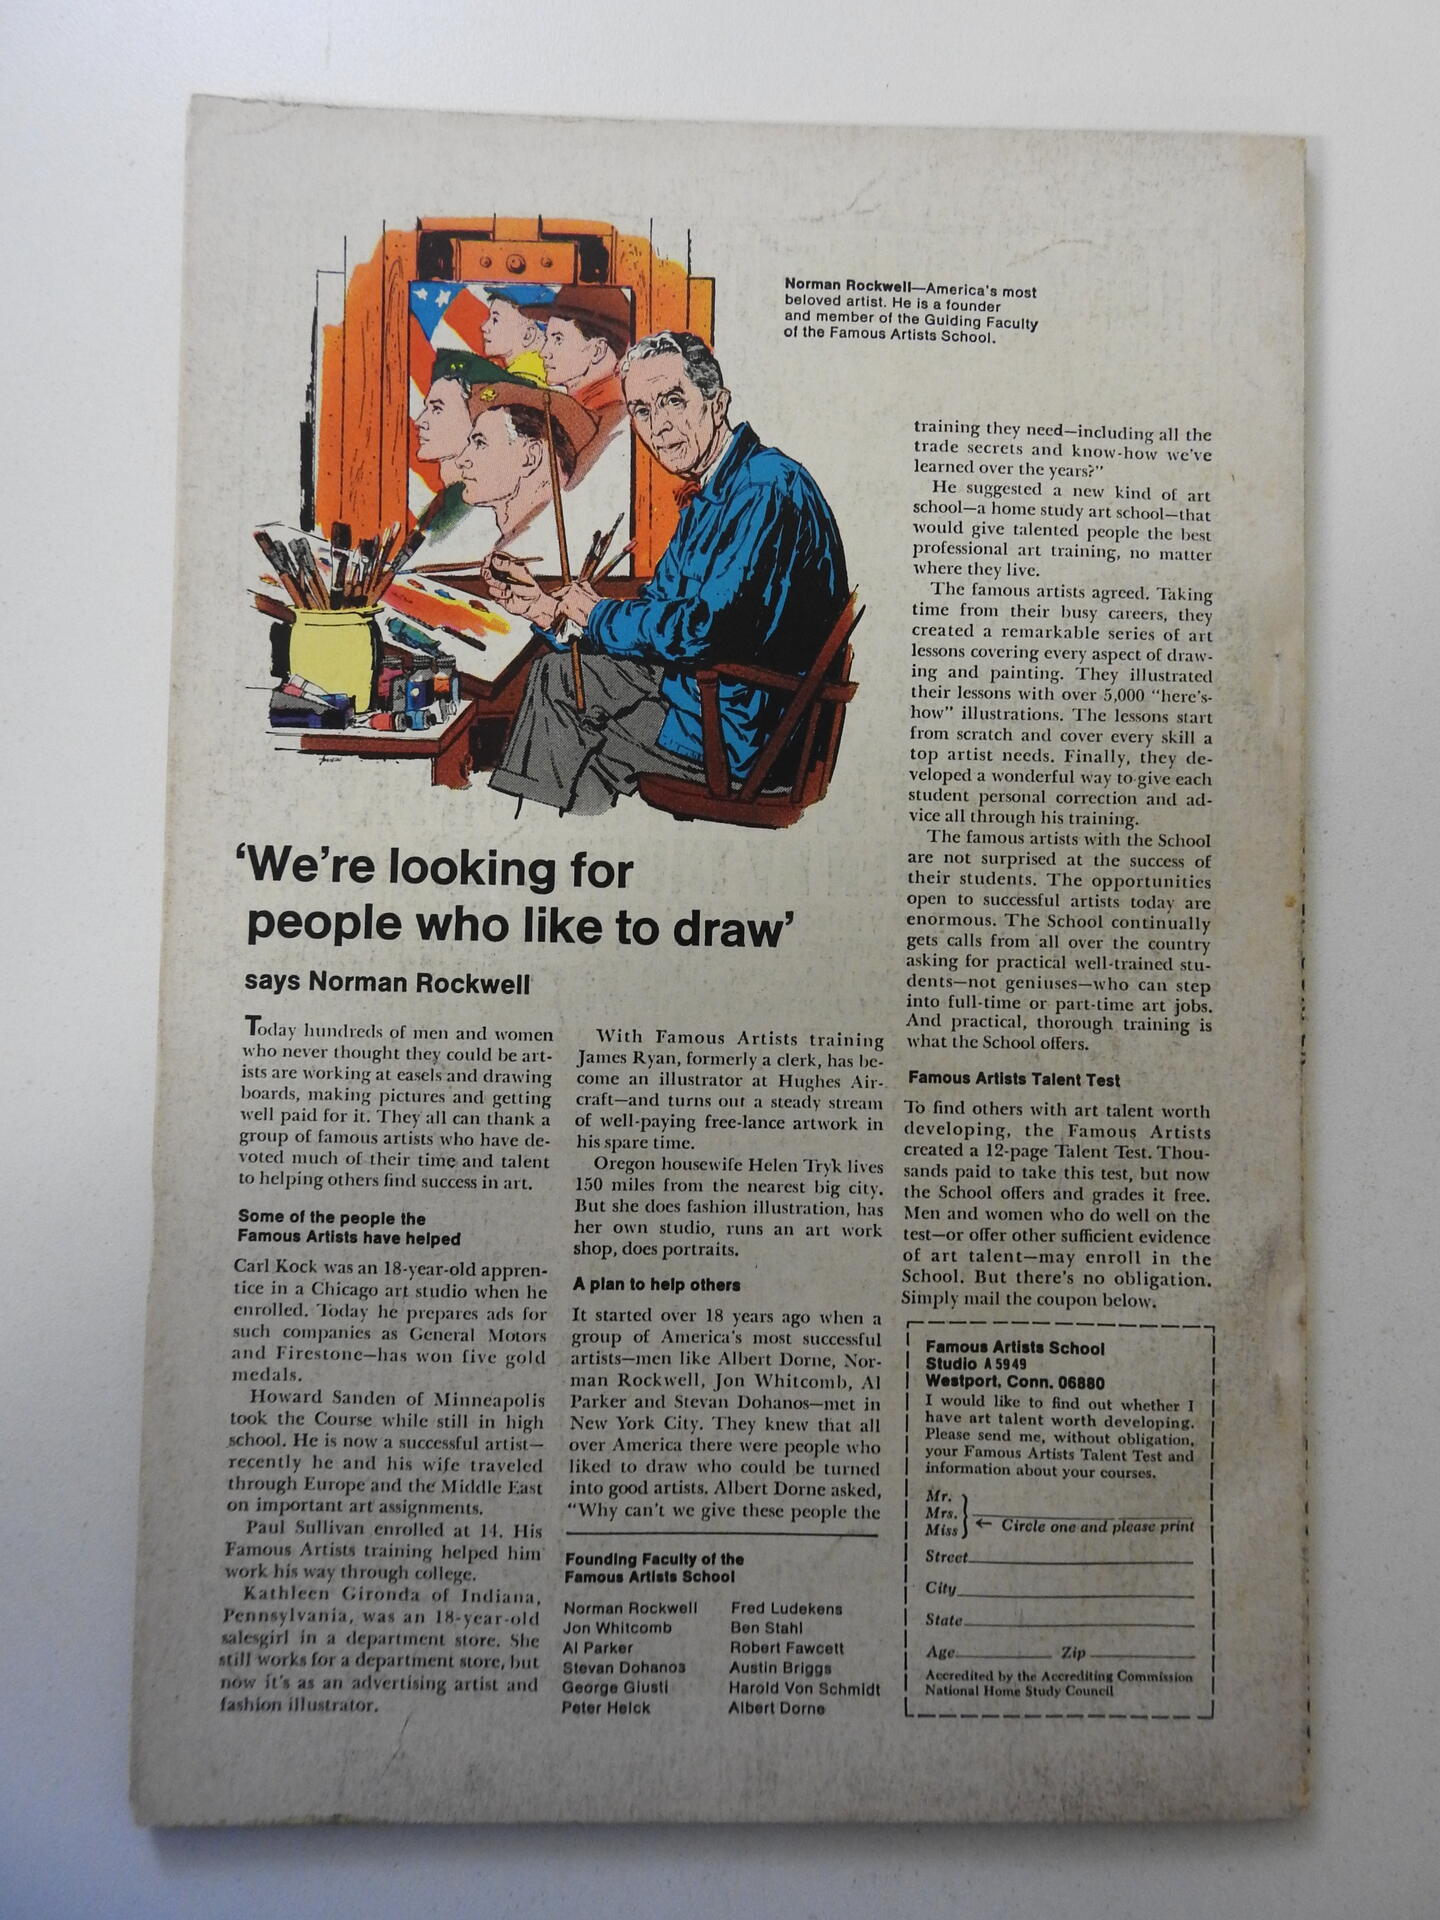 Norman Rockwell—America's most
beloved artist. He is a founder
and member of the Guiding Faculty
of the Famous Artists School.
'We're looking for
people who like to draw'
says Norman Rockwell
Today hundreds of men and women
who never thought they could be art-
ists are working at easels and drawing
boards, making pictures and getting
well paid for it. They all can thank a
group of famous artists who have de-
voted much of their time and talent
to helping others find success in art.
Some of the people the
Famous Artists have helped
Carl Kock was an 18-year-old appren-
tice in a Chicago art studio when he
enrolled. Today he prepares ads for
such companies as General Motors
and Firestone—has won five gold
medals.
Howard Sanden of Minneapolis
took the Course while still in high
school. He is now a successful artist—
recently he and his wife traveled
through Europe and the Middle East
on important art assignments.
Paul Sullivan enrolled at 14. His
Famous Artists training helped him
work his way through college.
Kathleen Gironda of Indiana,
Pennsylvania, was an 18-year-old
salesgirl in a department store. She
still works for a department store, but
now it's as an advertising artist and
fashion illustrator.
With Famous Artists training
James Ryan, formerly a clerk, has be-
come an illustrator at Hughes Air-
craft—and turns out a steady stream
of well-paying free-lance artwork in
his spare time.
Oregon housewife Helen Tryk lives
150 miles from the nearest big city.
But she does fashion illustration, has
her own studio, runs an art work
shop, does portraits.
A plan to help others
It started over 18 years ago when a
group of America's most successful
artists—men like Albert Dorne, Nor-
man Rockwell, Jon Whitcomb, Al
Parker and Stevan Dohanos—met in
New York City. They knew that all
over America there were people who
liked to draw who could be turned
into good artists. Albert Dorne asked,
"Why can't we give these people the
Founding Faculty of the
Famous Artists School
Norman Rockwell
Jon Whitcomb
Al Parker
Stevan Dohanos
George Giusti
Peter Helck
Fred Ludekens
Ben Stahl
Robert Fawcett
Austin Briggs
Harold Von Schmidt
Albert Dorne
training they need—including all the
trade secrets and know-how we've
learned over the years?"
He suggested a new kind of art
school—a home study art school—that
would give talented people the best
professional art training, no matter
where they live.
The famous artists agreed. Taking
time from their busy careers, they
created a remarkable series of art
lessons covering every aspect of draw-
ing and painting. They illustrated
their lessons with over 5,000 "here's-
how" illustrations. The lessons start
from scratch and cover every skill a
top artist needs. Finally, they de-
veloped a wonderful way to give each
student personal correction and ad-
vice all through his training.
The famous artists with the School
are not surprised at the success of
their students. The opportunities
open to successful artists today are
enormous. The School continually
gets calls from all over the country
asking for practical well-trained stu-
dents—not geniuses—who can step
into full-time or part-time art jobs.
And practical, thorough training is
what the School offers.
Famous Artists Talent Test
To find others with art talent worth
developing, the Famous Artists
created a 12-page Talent Test. Thou-
sands paid to take this test, but now
the School offers and grades it free.
Men and women who do well on the
test—or offer other sufficient evidence
of art talent—may enroll in the
School. But there's no obligation.
Simply mail the coupon below.
Famous Artists School
Studio A 5949
Westport, Conn. 06880
I would like to find out whether I
have art talent worth developing.
Please send me, without obligation,
your Famous Artists Talent Test and
information about your courses.
Mr.
Mrs.
Miss ← Circle one and please print
Street
City
State
Age Zip
Accredited by the Accrediting Commission
National Home Study Council